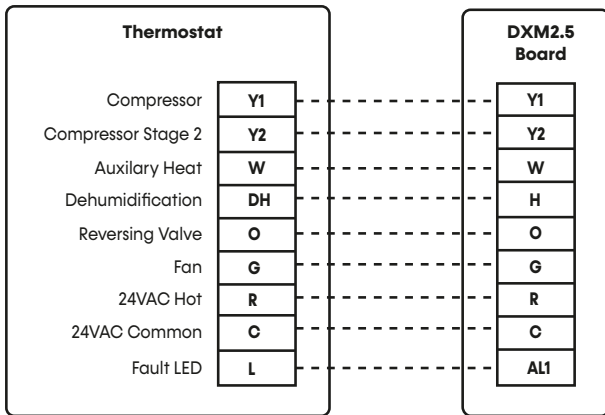 Thermostat
DXM2.5
Board
Compressor Y1 Y1
Compressor Stage 2 Y2 Y2
Auxilary Heat W W
Dehumidification DH H
Reversing Valve O O
Fan G G
24VAC Hot R R
24VAC Common C C
Fault LED L AL1